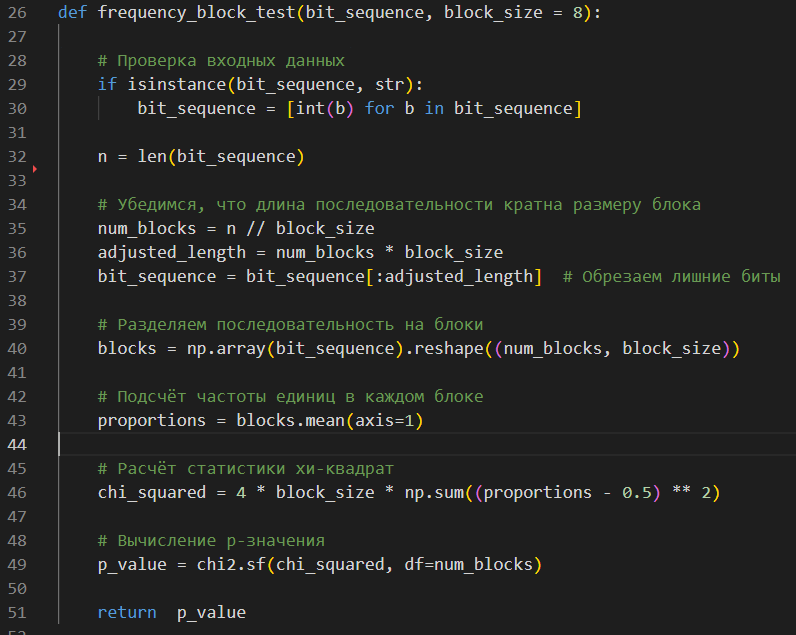 26 def frequency_block_test(bit_sequence, block_size = 8):
27
28     # Проверка входных данных
29     if isinstance(bit_sequence, str):
30         bit_sequence = [int(b) for b in bit_sequence]
31
32     n = len(bit_sequence)
33
34     # Убедимся, что длина последовательности кратна размеру блока
35     num_blocks = n // block_size
36     adjusted_length = num_blocks * block_size
37     bit_sequence = bit_sequence[:adjusted_length]  # Обрезаем лишние биты
38
39     # Разделяем последовательность на блоки
40     blocks = np.array(bit_sequence).reshape((num_blocks, block_size))
41
42     # Подсчёт частоты единиц в каждом блоке
43     proportions = blocks.mean(axis=1)
44
45     # Расчёт статистики хи-квадрат
46     chi_squared = 4 * block_size * np.sum((proportions - 0.5) ** 2)
47
48     # Вычисление p-значения
49     p_value = chi2.sf(chi_squared, df=num_blocks)
50
51     return  p_value